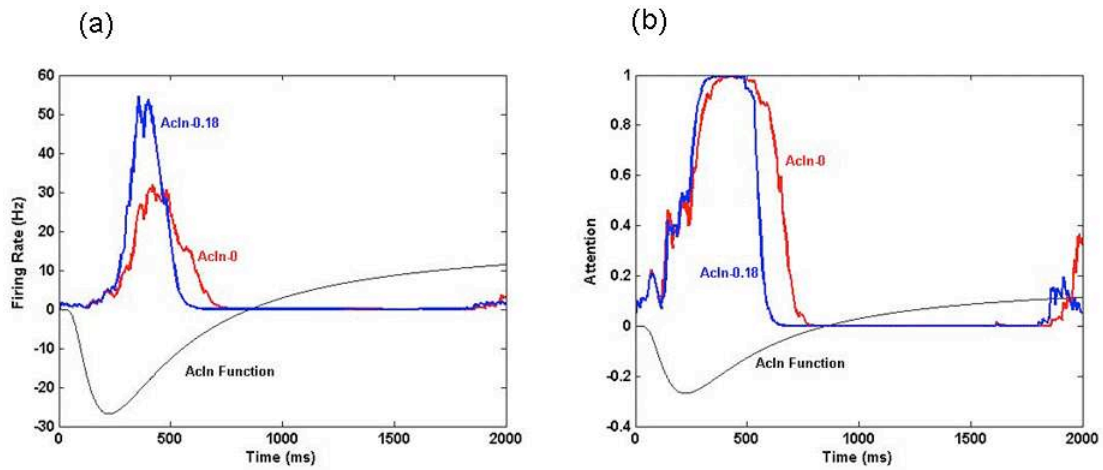 (a)
60
50
40
30
20
10
0
-10
-20
-30
Firing Rate (Hz)
AcIn-0.18
AcIn-0
AcIn Function
0 500 1000 1500 2000
Time (ms)
(b)
1
0.8
0.6
0.4
0.2
0
-0.2
-0.4
Attention
AcIn-0
AcIn-0.18
AcIn Function
0 500 1000 1500 2000
Time (ms)